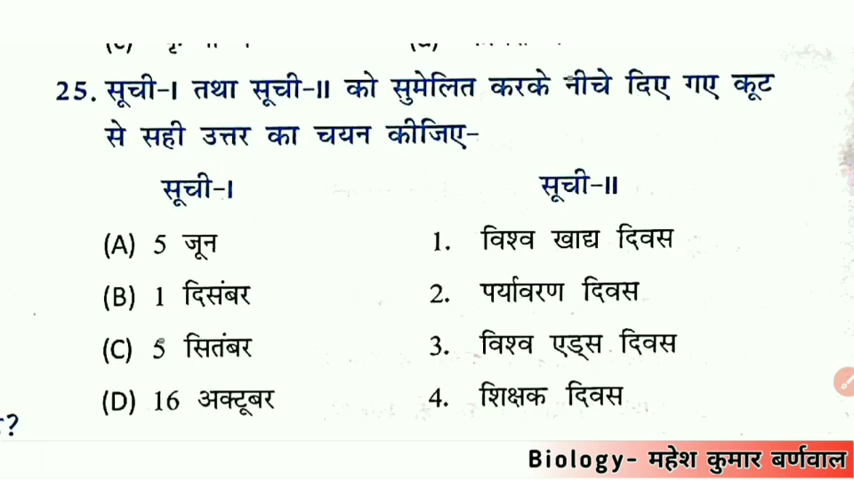 25. सूची-I तथा सूची-II को सुमेलित करके नीचे दिए गए कूट
से सही उत्तर का चयन कीजिए-
सूची-I सूची-II
(A) 5 जून 1. विश्व खाद्य दिवस
(B) 1 दिसंबर 2. पर्यावरण दिवस
(C) 5 सितंबर 3. विश्व एड्स दिवस
(D) 16 अक्टूबर 4. शिक्षक दिवस
Biology- महेश कुमार बर्णवाल